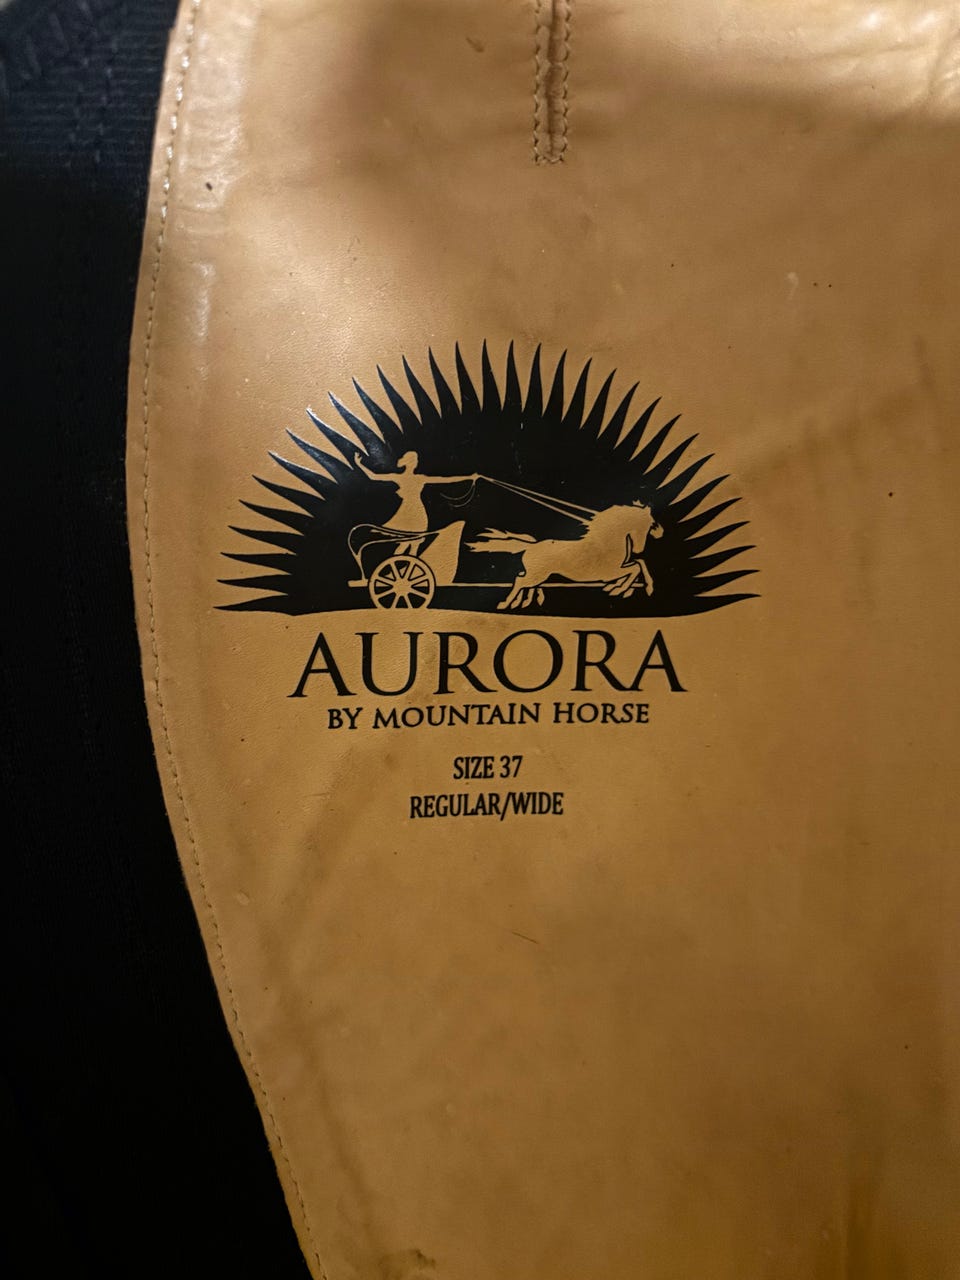 AURORA
BY MOUNTAIN HORSE
SIZE 37
REGULAR/WIDE